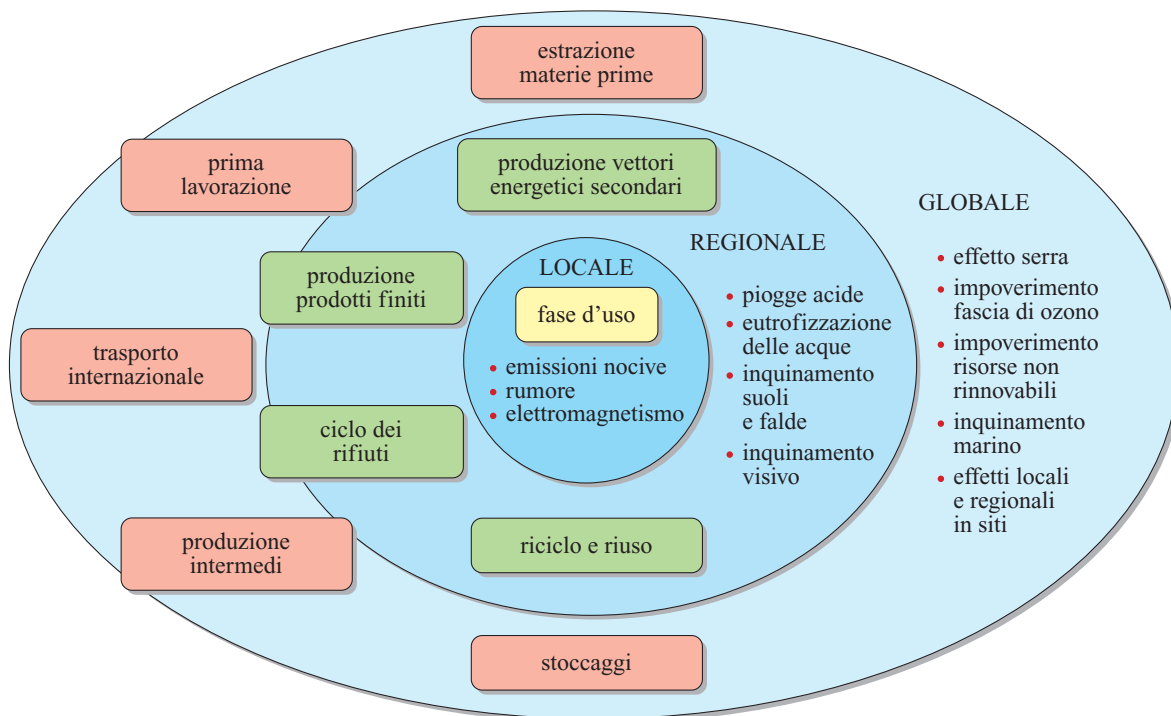 estrazione
materie prime
prima
lavorazione
produzione vettori
energetici secondari
GLOBALE
REGIONALE
LOCALE
produzione
prodotti finiti
fase d’uso
trasporto
internazionale
• emissioni nocive
• rumore
• elettromagnetismo
• piogge acide
• eutrofizzazione
delle acque
• inquinamento
suoli
e falde
• inquinamento
visivo
• effetto serra
• impoverimento
fascia di ozono
• impoverimento
risorse non
rinnovabili
• inquinamento
marino
• effetti locali
e regionali
in siti
ciclo dei
rifiuti
produzione
intermedi
riciclo e riuso
stoccaggi